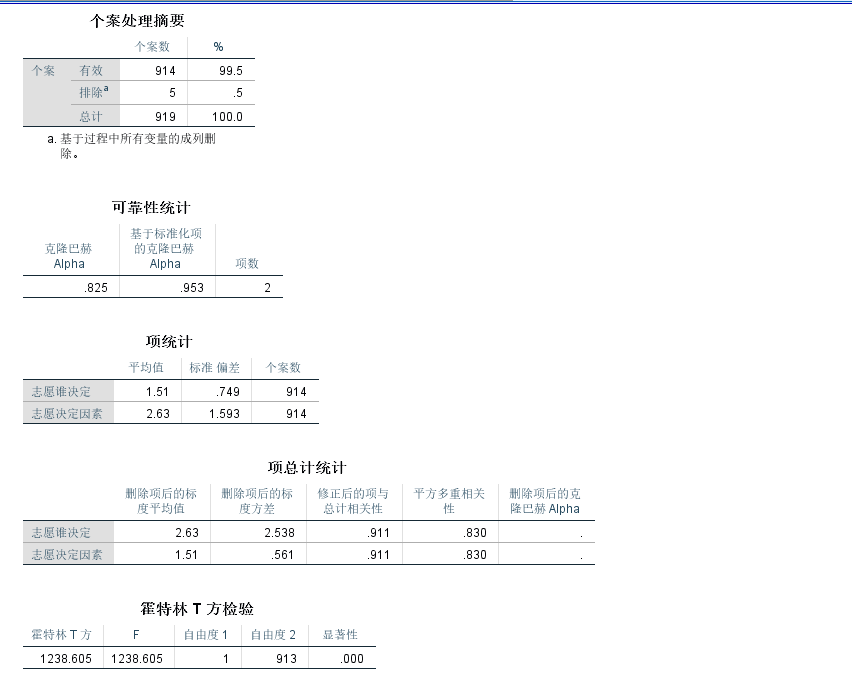 个案处理摘要
个案数 %
个案 有效 914 99.5
排除a 5 .5
总计 919 100.0
a. 基于过程中所有变量的成列删
除。
可靠性统计
克隆巴赫 Alpha 基于标准化项的克隆巴赫 Alpha 项数
.825 .953 2
项统计
平均值 标准 偏差 个案数
志愿谁决定 1.51 .749 914
志愿决定因素 2.63 1.593 914
项总计统计
删除项后的标度平均值 删除项后的标度方差 修正后的项与总计相关性 平方多重相关性 删除项后的克隆巴赫 Alpha
志愿谁决定 2.63 2.538 .911 .830 .
志愿决定因素 1.51 .561 .911 .830 .
霍特林 T 方检验
霍特林 T 方 F 自由度 1 自由度 2 显著性
1238.605 1238.605 1 913 .000